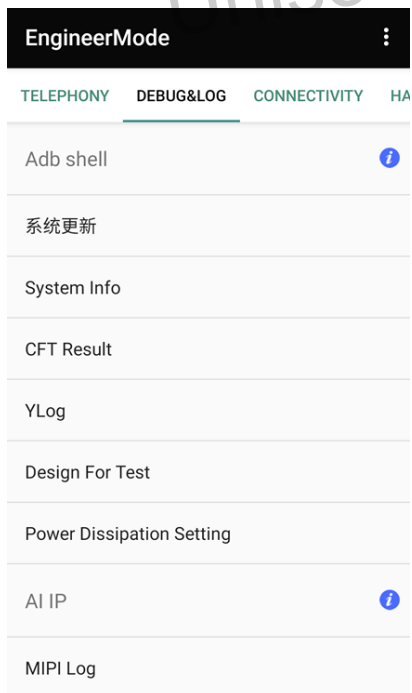 EngineerMode
TELEPHONY DEBUG&LOG CONNECTIVITY HA
Adb shell
系统更新
System Info
CFT Result
YLog
Design For Test
Power Dissipation Setting
AI IP
MIPI Log